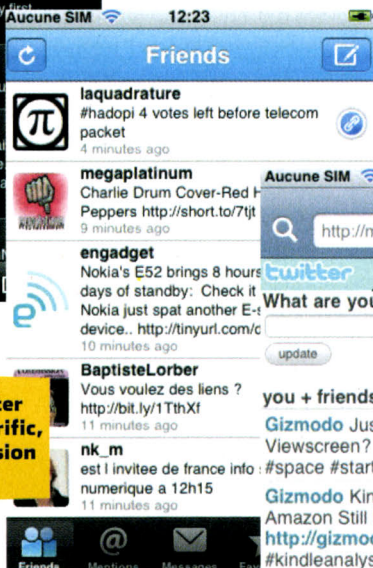 y first
Aucune SIM 12:23
Friends
laquadrature
#hadopi 4 votes left before telecom
packet
4 minutes ago
megaplatinum
Charlie Drum Cover-Red H
Peppers http://short.to/7tjt
9 minutes ago
engadget
Nokia's E52 brings 8 hours
days of standby: Check it
Nokia just spat another E-s
device.. http://tinyurl.com/c
10 minutes ago
BaptisteLorber
Vous voulez des liens ?
http://bit.ly/1TthXf
11 minutes ago
nk_m
est l invitee de france info :
numerique a 12h15
11 minutes ago
Friends Mentions Messages Fav
ter
rific,
sion
Aucune SIM
http://m
twitter
What are you
update
you + friends
Gizmodo Jus
Viewscreen?
#space #start
Gizmodo Kin
Amazon Still
http://gizmo
#kindleanalys